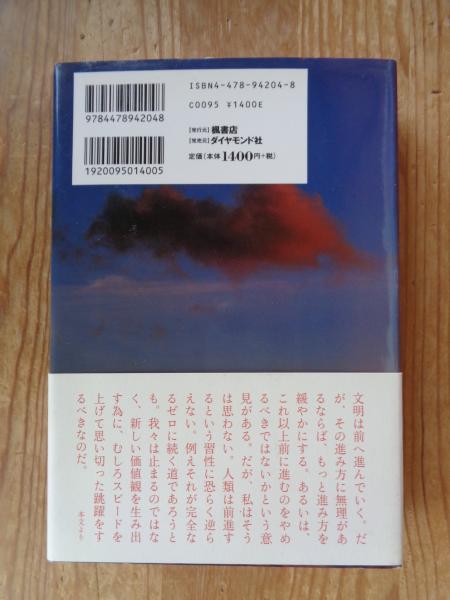 ISBN4-478-94204-8
C0095 ¥1400E
9784478942048
1920095014005
【発行元】楓書店
【発売元】ダイヤモンド社
定価(本体1400円+税)
文明は前へ進んでいく。だ
が、その進み方に無理があ
るならば、もっと進み方を
緩やかにする。あるいは、
これ以上前に進むのをやめ
るべきではないかという意
見がある。だが、私はそう
は思わない。人類は前進す
るという習性に恐らく逆ら
えない。例えそれが完全な
るゼロに続く道であろうと
も。我々は止まるのではな
く、新しい価値観を生み出
す為に、むしろスピードを
上げて思い切った跳躍をす
るべきなのだ。
本文より